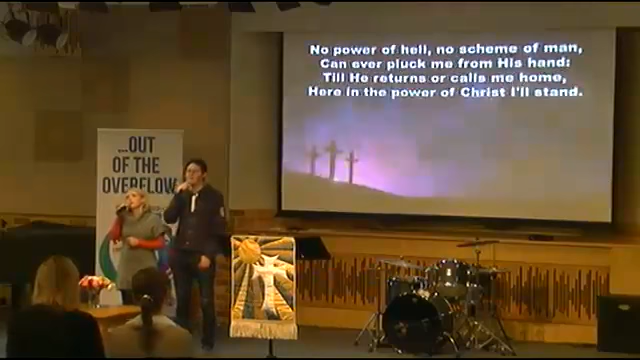 No power of hell, no scheme of man,
Can ever pluck me from His hand:
Till He returns or calls me home,
Here in the power of Christ I'll stand.
...OUT
OF THE
OVERFLOW